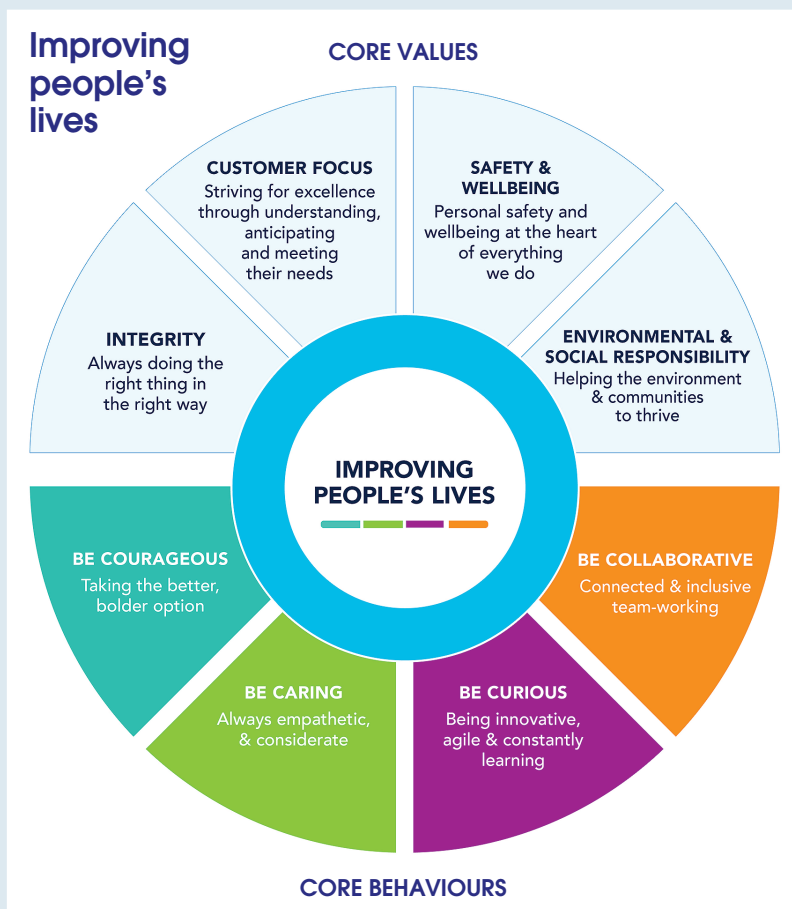 Improving
people's
lives
CORE VALUES
CUSTOMER FOCUS
Striving for excellence
through understanding,
anticipating
and meeting
their needs
SAFETY &
WELLBEING
Personal safety and
wellbeing at the heart
of everything
we do
INTEGRITY
Always doing the
right thing in
the right way
ENVIRONMENTAL &
SOCIAL RESPONSIBILITY
Helping the environment
& communities
to thrive
IMPROVING
PEOPLE'S LIVES
BE COURAGEOUS
Taking the better,
bolder option
BE COLLABORATIVE
Connected & inclusive
team-working
BE CARING
Always empathetic,
& considerate
BE CURIOUS
Being innovative,
agile & constantly
learning
CORE BEHAVIOURS